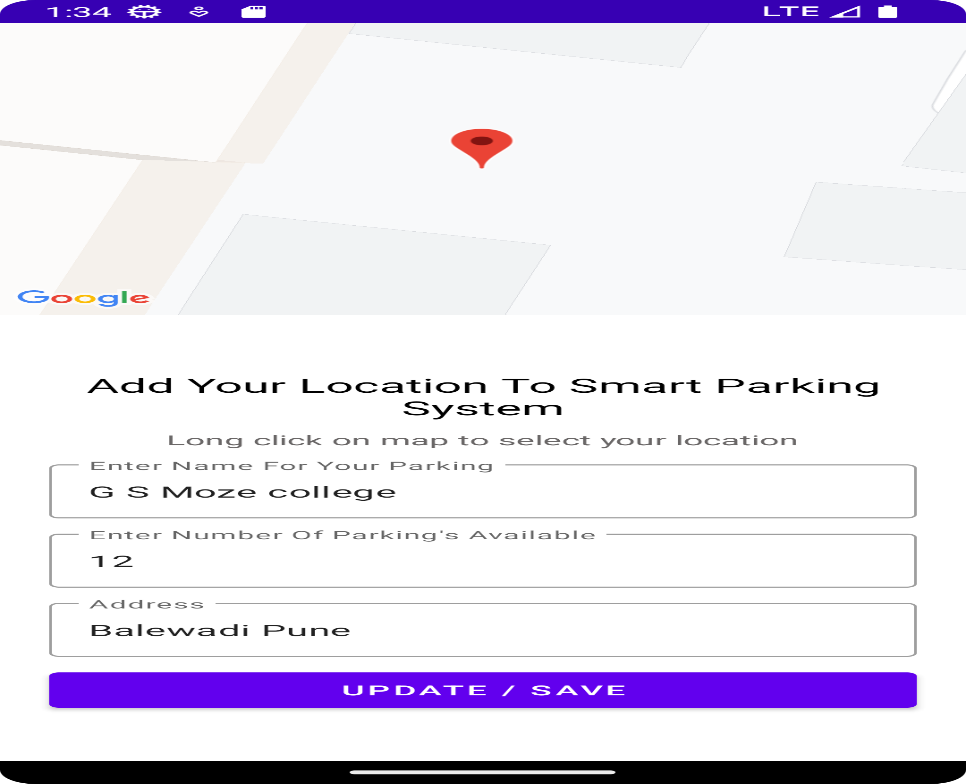 1:34
LTE
Google
Add Your Location To Smart Parking
System
Long click on map to select your location
Enter Name For Your Parking
G S Moze college
Enter Number Of Parking's Available
12
Address
Balewadi Pune
UPDATE / SAVE